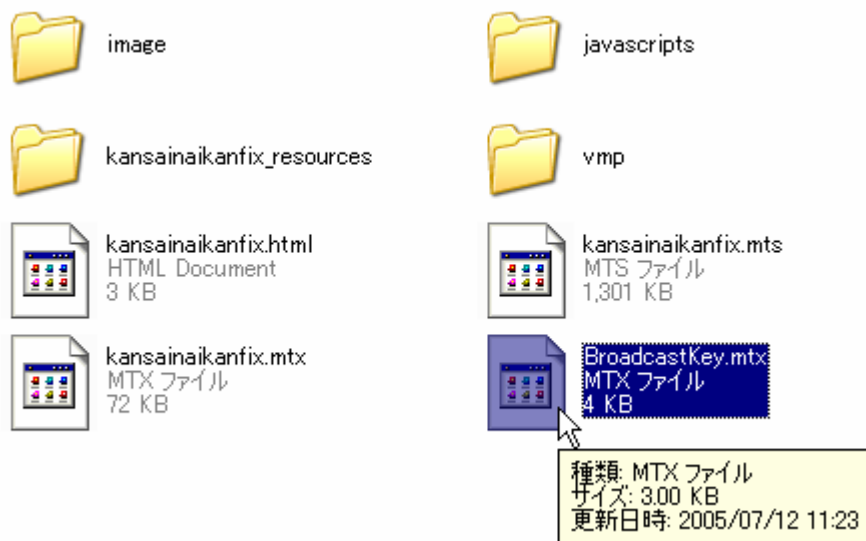 image
javascripts
kansainaikanfix_resources
vmp
kansainaikanfix.html
HTML Document
3 KB
kansainaikanfix.mts
MTS ファイル
1,301 KB
kansainaikanfix.mtx
MTX ファイル
72 KB
BroadcastKey.mtx
MTX ファイル
4 KB
種類: MTX ファイル
サイズ: 3.00 KB
更新日時: 2005/07/12 11:23